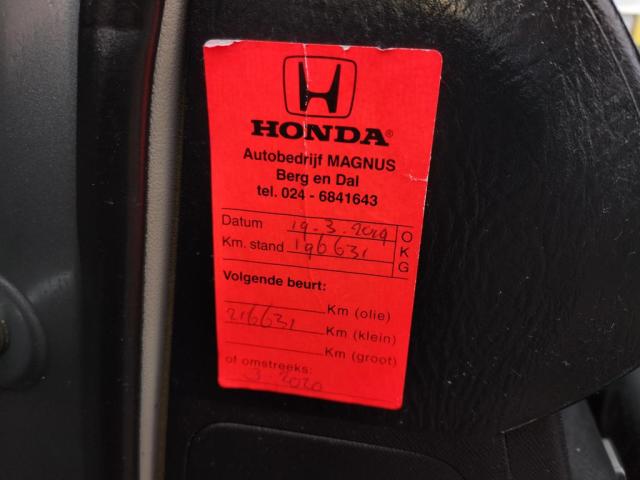 HONDA®
Autobedrijf MAGNUS
Berg en Dal
tel. 024 - 6841643
Datum 19-3-2019 O
Km. stand 196631 K
G
Volgende beurt:
Km (olie)
216631 Km (klein)
Km (groot)
of omstreeks:
3-2020